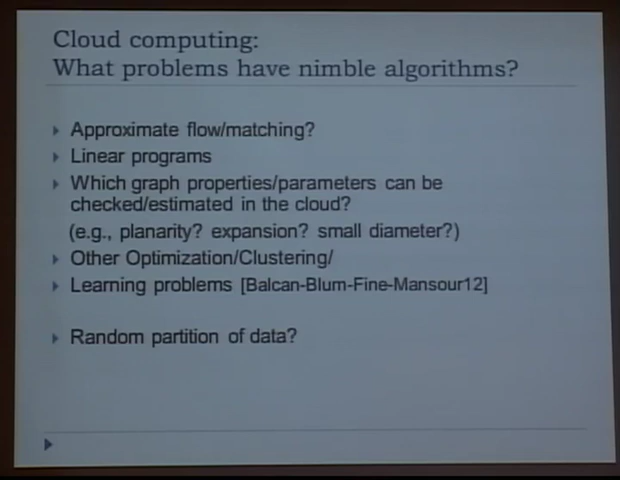 Cloud computing:
What problems have nimble algorithms?
Approximate flow/matching?
Linear programs
Which graph properties/parameters can be
checked/estimated in the cloud?
(e.g., planarity? expansion? small diameter?)
Other Optimization/Clustering/
Learning problems [Balcan-Blum-Fine-Mansour12]
Random partition of data?